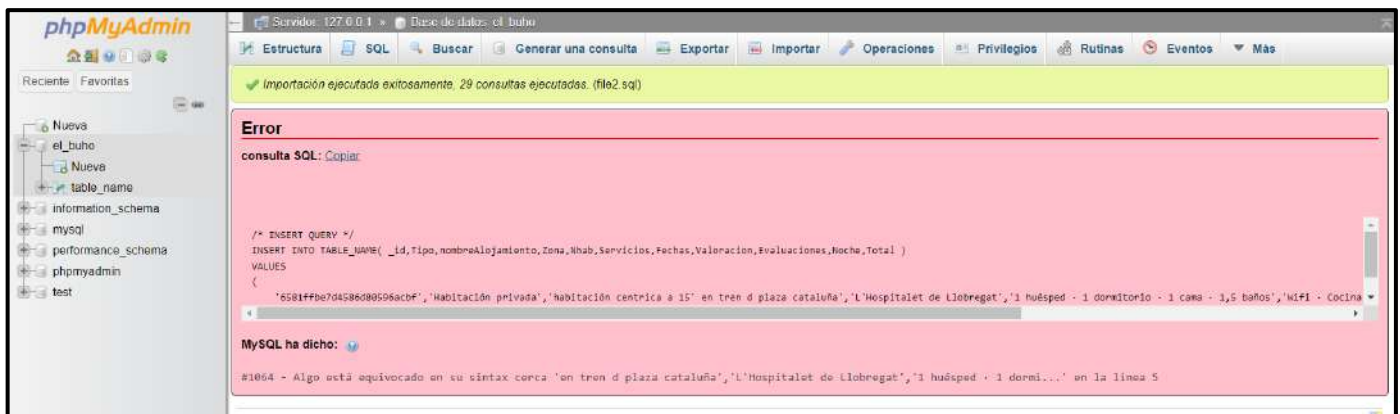 phpMyAdmin
Servidor: 127.0.0.1 » Base de datos: el_buho
Estructura SQL Buscar Generar una consulta Exportar Importar Operaciones Privilegios Rutinas Eventos Más
Reciente Favoritas
Importación ejecutada exitosamente, 29 consultas ejecutadas. (file2.sql)
Nueva
el_buho
Nueva
table_name
information_schema
mysql
performance_schema
phpmyadmin
test
Error
consulta SQL: Copiar
/* INSERT QUERY */
INSERT INTO TABLE_NAME( _id,Tipo,nombreAlojamiento,Zona,Nhab,Servicios,Fechas,Valoracion,Evaluaciones,Noche,Total )
VALUES
(
'6581ffbe7d4586d80596acbf','Habitación privada','habitación centrica a 15' en tren d plaza cataluña','L'Hospitalet de Llobregat','1 huésped · 1 dormitorio · 1 cama · 1,5 baños','Wifi · Cocina
MySQL ha dicho:
#1064 - Algo está equivocado en su sintax cerca 'en tren d plaza cataluña','L'Hospitalet de Llobregat','1 huésped · 1 dormi...' en la linea 5